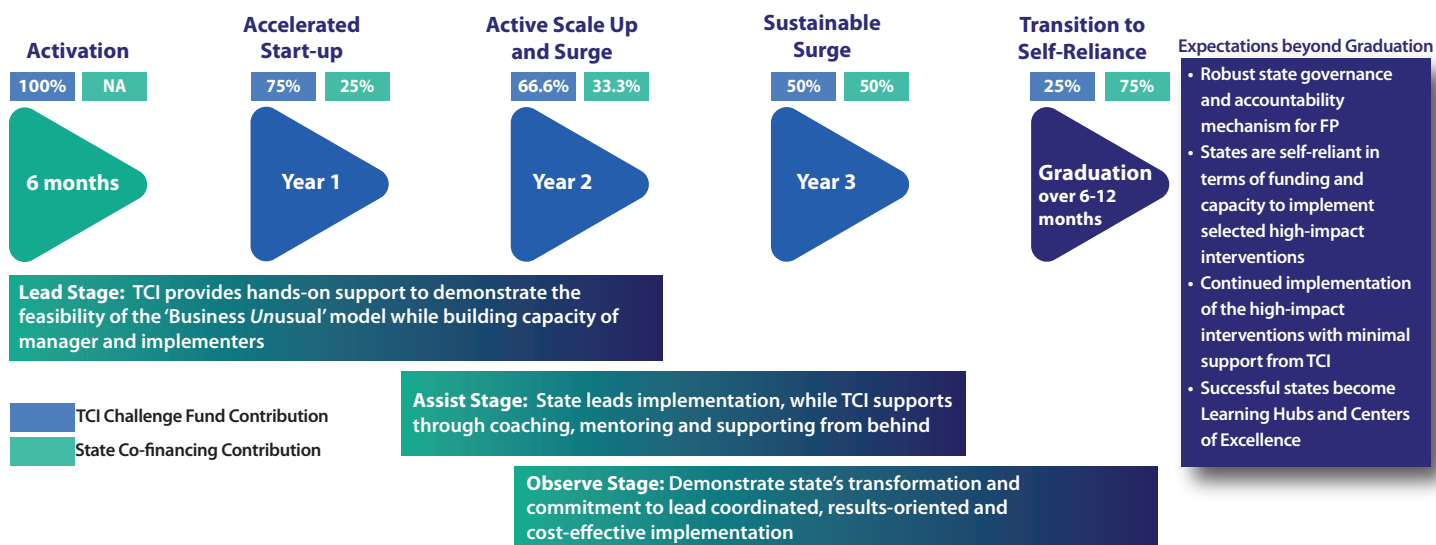 Activation
100%
NA
6 months
Accelerated
Start-up
75%
25%
Year 1
Active Scale Up
and Surge
66.6%
33.3%
Year 2
Sustainable
Surge
50%
50%
Year 3
Transition to
Self-Reliance
25%
75%
Graduation
over 6-12
months
Expectations beyond Graduation
• Robust state governance
and accountability
mechanism for FP
• States are self-reliant in
terms of funding and
capacity to implement
selected high-impact
interventions
• Continued implementation
of the high-impact
interventions with minimal
support from TCI
• Successful states become
Learning Hubs and Centers
of Excellence
Lead Stage: TCI provides hands-on support to demonstrate the
feasibility of the ‘Business Unusual’ model while building capacity of
manager and implementers
TCI Challenge Fund Contribution
State Co-financing Contribution
Assist Stage: State leads implementation, while TCI supports
through coaching, mentoring and supporting from behind
Observe Stage: Demonstrate state’s transformation and
commitment to lead coordinated, results-oriented and
cost-effective implementation